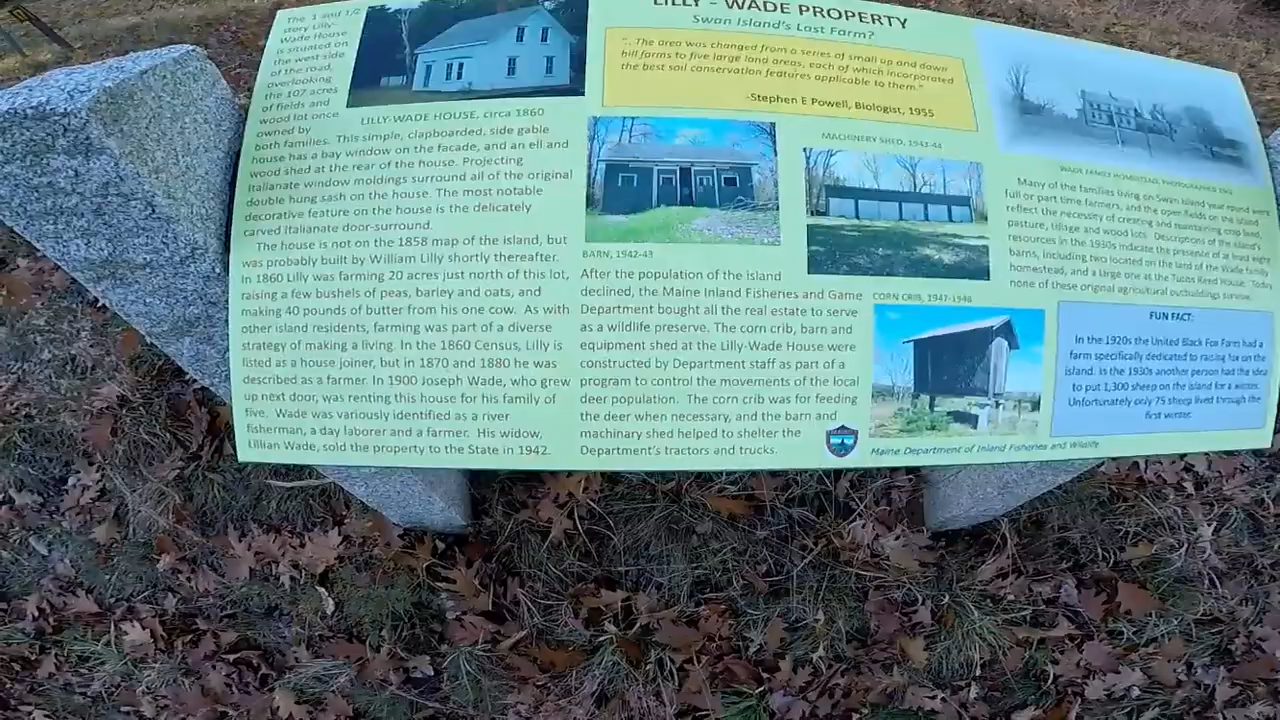 LILLY - WADE PROPERTY
Swan Island's Last Farm?
The 1 and 1/2
story Lilly-
Wade House
is situated on
the west side
of the road,
overlooking
the 107 acres
of fields and
wood lot once
owned by
both families. This simple, clapboarded, side gable
house has a bay window on the facade, and an ell and
wood shed at the rear of the house. Projecting
Italianate window moldings surround all of the original
double hung sash on the house. The most notable
decorative feature on the house is the delicately
carved Italianate door-surround.
The house is not on the 1858 map of the island, but
was probably built by William Lilly shortly thereafter.
In 1860 Lilly was farming 20 acres just north of this lot,
raising a few bushels of peas, barley and oats, and
making 40 pounds of butter from his one cow. As with
other island residents, farming was part of a diverse
strategy of making a living. In the 1860 Census, Lilly is
listed as a house joiner, but in 1870 and 1880 he was
described as a farmer. In 1900 Joseph Wade, who grew
up next door, was renting this house for his family of
five. Wade was variously identified as a river
fisherman, a day laborer and a farmer. His widow,
Lillian Wade, sold the property to the State in 1942.
LILLY-WADE HOUSE, circa 1860
".. The area was changed from a series of small up and down
hill farms to five large land areas, each of which incorporated
the best soil conservation features applicable to them."
-Stephen E Powell, Biologist, 1955
BARN, 1942-43
MACHINERY SHED, 1943-44
After the population of the island
declined, the Maine Inland Fisheries and Game
Department bought all the real estate to serve
as a wildlife preserve. The corn crib, barn and
equipment shed at the Lilly-Wade House were
constructed by Department staff as part of a
program to control the movements of the local
deer population. The corn crib was for feeding
the deer when necessary, and the barn and
machinery shed helped to shelter the
Department's tractors and trucks.
CORN CRIB, 1947-1948
WADE FAMILY HOMESTEAD, PHOTOGRAPHED
Many of the families living on Swan Island year round were
full or part time farmers, and the open fields on the island
reflect the necessity of creating and maintaining crop land,
pasture, tillage and wood lots. Descriptions of the island's
resources in the 1930s indicate the presence of at least eight
barns, including two located on the land of the Wade family
homestead, and a large one at the Tubbs Reed House. Today
none of these original agricultural outbuildings survive.
FUN FACT:
In the 1920s the United Black Fox Farm had a
farm specifically dedicated to raising fox on the
island. In the 1930s another person had the idea
to put 1,300 sheep on the island for a winter.
Unfortunately only 75 sheep lived through the
first winter.
Maine Department of Inland Fisheries and Wildlife